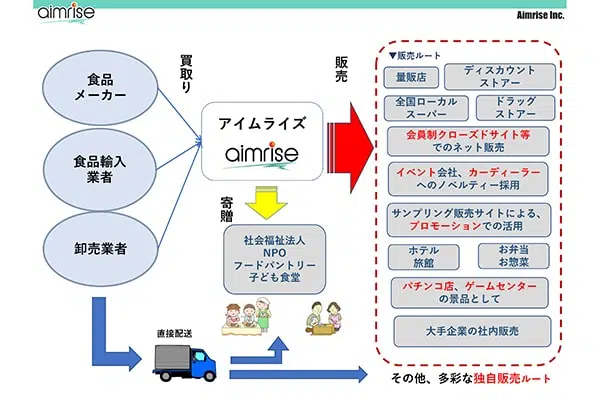 aimrise
Aimrise Inc.
食品
メーカー
食品輸入
業者
卸売業者
買取り
アイムライズ
aimrise
販売
寄贈
社会福祉法人
NPO
フードパントリー
子ども食堂
直接配送
▼販売ルート
量販店
ディスカウント
ストアー
全国ローカル
スーパー
ドラッグ
ストアー
会員制クローズドサイト等
でのネット販売
イベント会社、カーディーラー
へのノベルティー採用
サンプリング販売サイトによる、
プロモーションでの活用
ホテル
旅館
お弁当
お惣菜
パチンコ店、ゲームセンター
の景品として
大手企業の社内販売
その他、多彩な独自販売ルート